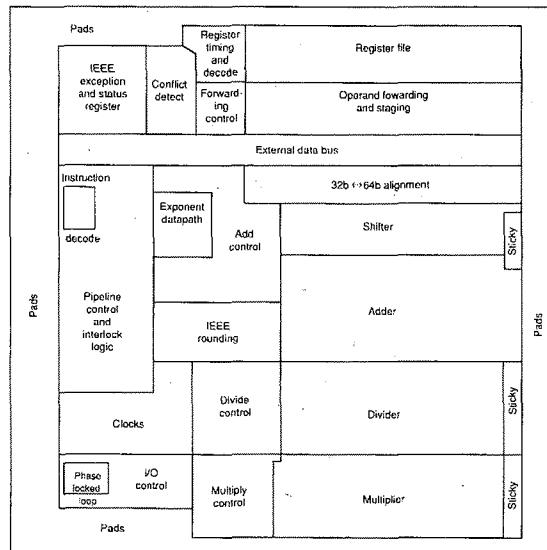 Pads
Register
timing and
decode
Register file
IEEE
exception
and status
register
Conflict
detect
Forward-
ing control
Oporand fowarding
and staging
External data bus
Instruction
decode
32b ↔64b alignment
Exponent
datapath
Add
control
Shifter
Sticky
Pipeline
control
and
interlock
logic
Pads
IEEE
rounding
Adder
Pads
Clocks
Divide
control
Divider
Sticky
Phase
locked
loop
I/O
control
Multiply
control
Multiplier
Sticky
Pads